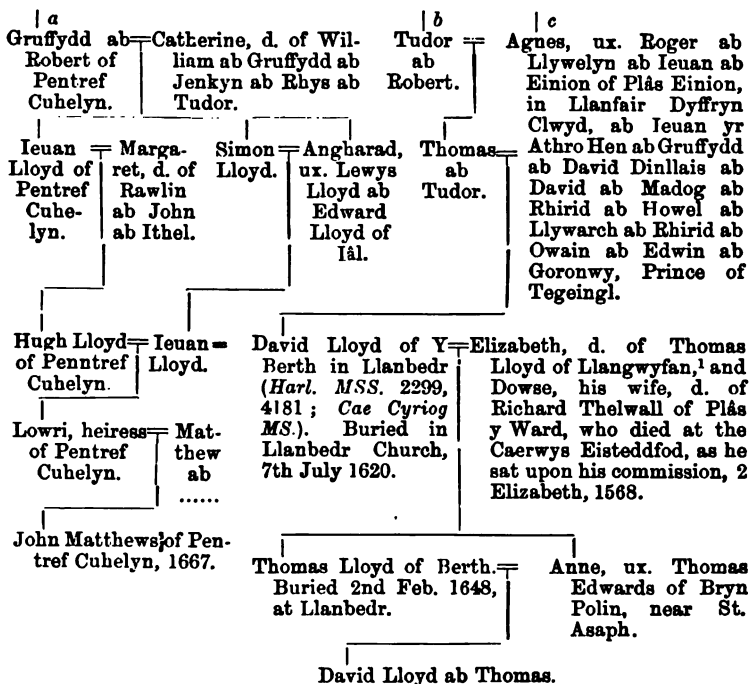 a
Gruffydd ab
Robert of
Pentref
Cuhelyn.
Catherine, d. of Wil-
liam ab Gruffydd ab
Jenkyn ab Rhys ab
Tudor.
b
Tudor
ab
Robert.
c
Agnes, ux. Roger ab
Llywelyn ab Ieuan ab
Einion of Plâs Einion,
in Llanfair Dyffryn
Clwyd, ab Ieuan yr
Athro Hen ab Gruffydd
ab David Dinllais ab
David ab Madog ab
Rhirid ab Howel ab
Llywarch ab Rhirid ab
Owain ab Edwin ab
Goronwy, Prince of
Tegeingl.
Ieuan
Lloyd of
Pentref
Cuhe-
lyn.
Marga-
ret, d. of
Rawlin
ab John
ab Ithel.
Simon
Lloyd.
Angharad,
ux. Lewys
Lloyd ab
Edward
Lloyd of
Iâl.
Thomas
ab
Tudor.
Hugh Lloyd
of Penntref
Cuhelyn.
Ieuan
Lloyd.
David Lloyd of Y
Berth in Llanbedr
(Harl. MSS. 2299,
4181; Cae Cyriog
MS.). Buried in
Llanbedr Church,
7th July 1620.
Elizabeth, d. of Thomas
Lloyd of Llangwyfan,¹ and
Dowse, his wife, d. of
Richard Thelwall of Plâs
y Ward, who died at the
Caerwys Eisteddfod, as he
sat upon his commission, 2
Elizabeth, 1568.
Lowri, heiress
of Pentref
Cuhelyn.
Mat-
thew
ab
......
John Matthews of Pen-
tref Cuhelyn, 1667.
Thomas Lloyd of Berth.
Buried 2nd Feb. 1648,
at Llanbedr.
Anne, ux. Thomas
Edwards of Bryn
Polin, near St.
Asaph.
David Lloyd ab Thomas.